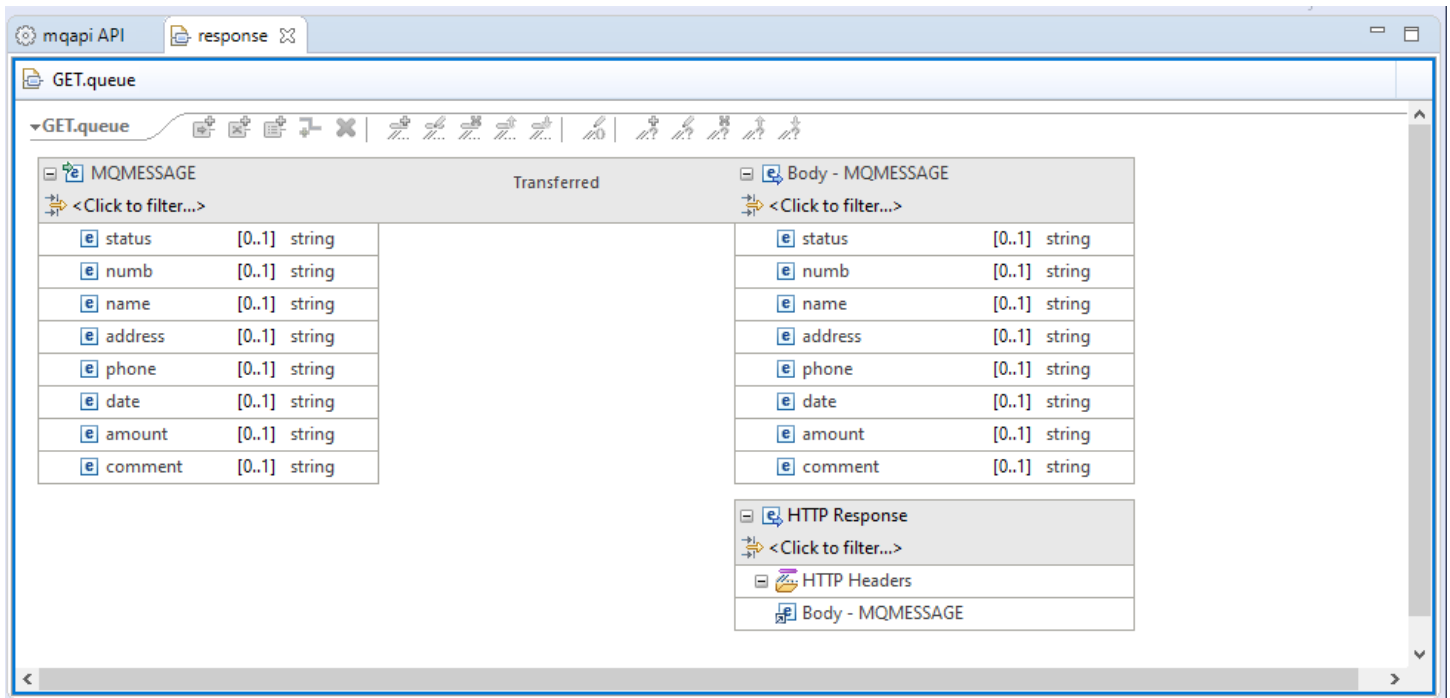 mqapi API response
GET.queue
GET.queue
MQMESSAGE Transferred Body - MQMESSAGE
<Click to filter...> <Click to filter...>
status [0..1] string status [0..1] string
numb [0..1] string numb [0..1] string
name [0..1] string name [0..1] string
address [0..1] string address [0..1] string
phone [0..1] string phone [0..1] string
date [0..1] string date [0..1] string
amount [0..1] string amount [0..1] string
comment [0..1] string comment [0..1] string
HTTP Response
<Click to filter...>
HTTP Headers
Body - MQMESSAGE